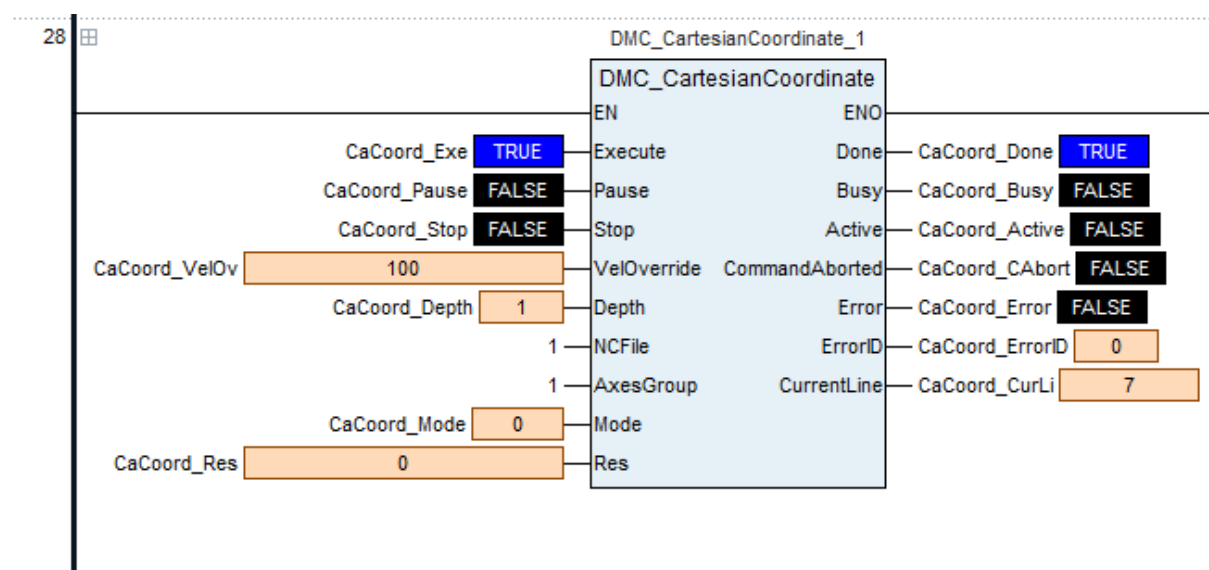 28
DMC_CartesianCoordinate_1
DMC_CartesianCoordinate
EN ENO
CaCoord_Exe TRUE Execute Done CaCoord_Done TRUE
CaCoord_Pause FALSE Pause Busy CaCoord_Busy FALSE
CaCoord_Stop FALSE Stop Active CaCoord_Active FALSE
CaCoord_VelOv 100 VelOverride CommandAborted CaCoord_CAbort FALSE
CaCoord_Depth 1 Depth Error CaCoord_Error FALSE
1 NCFile ErrorID CaCoord_ErrorID 0
1 AxesGroup CurrentLine CaCoord_CurLi 7
CaCoord_Mode 0 Mode
CaCoord_Res 0 Res